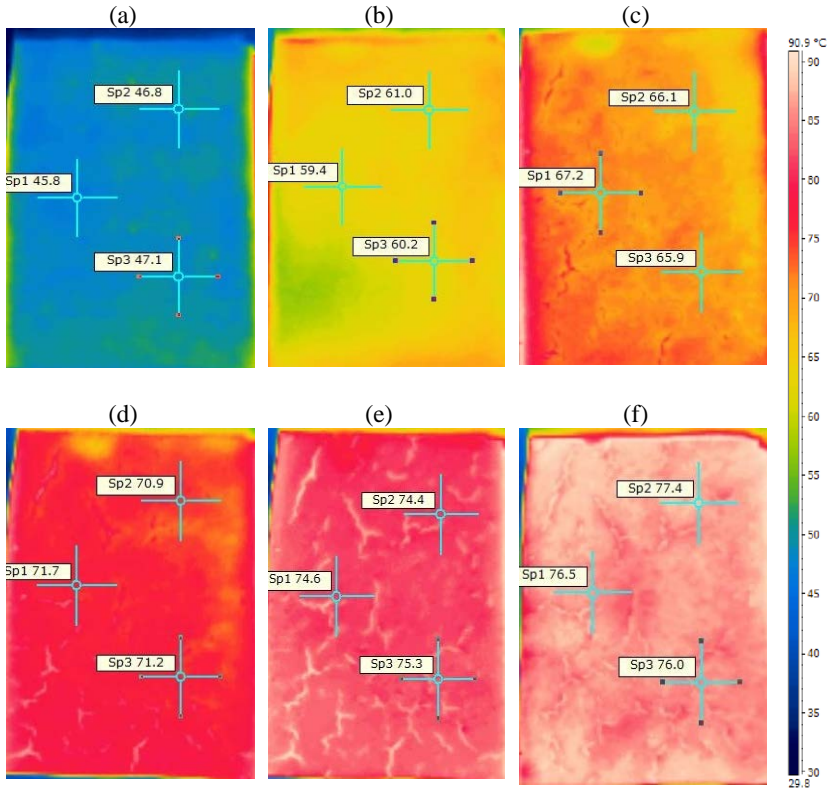 (a)
(b)
(c)
Sp2 46.8
Sp1 45.8
Sp3 47.1
Sp2 61.0
Sp1 59.4
Sp3 60.2
Sp2 66.1
Sp1 67.2
Sp3 65.9
(d)
(e)
(f)
Sp2 70.9
Sp1 71.7
Sp3 71.2
Sp2 74.4
Sp1 74.6
Sp3 75.3
Sp2 77.4
Sp1 76.5
Sp3 76.0
90.9 °C
90
85
80
75
70
65
60
55
50
45
40
35
30
29.8